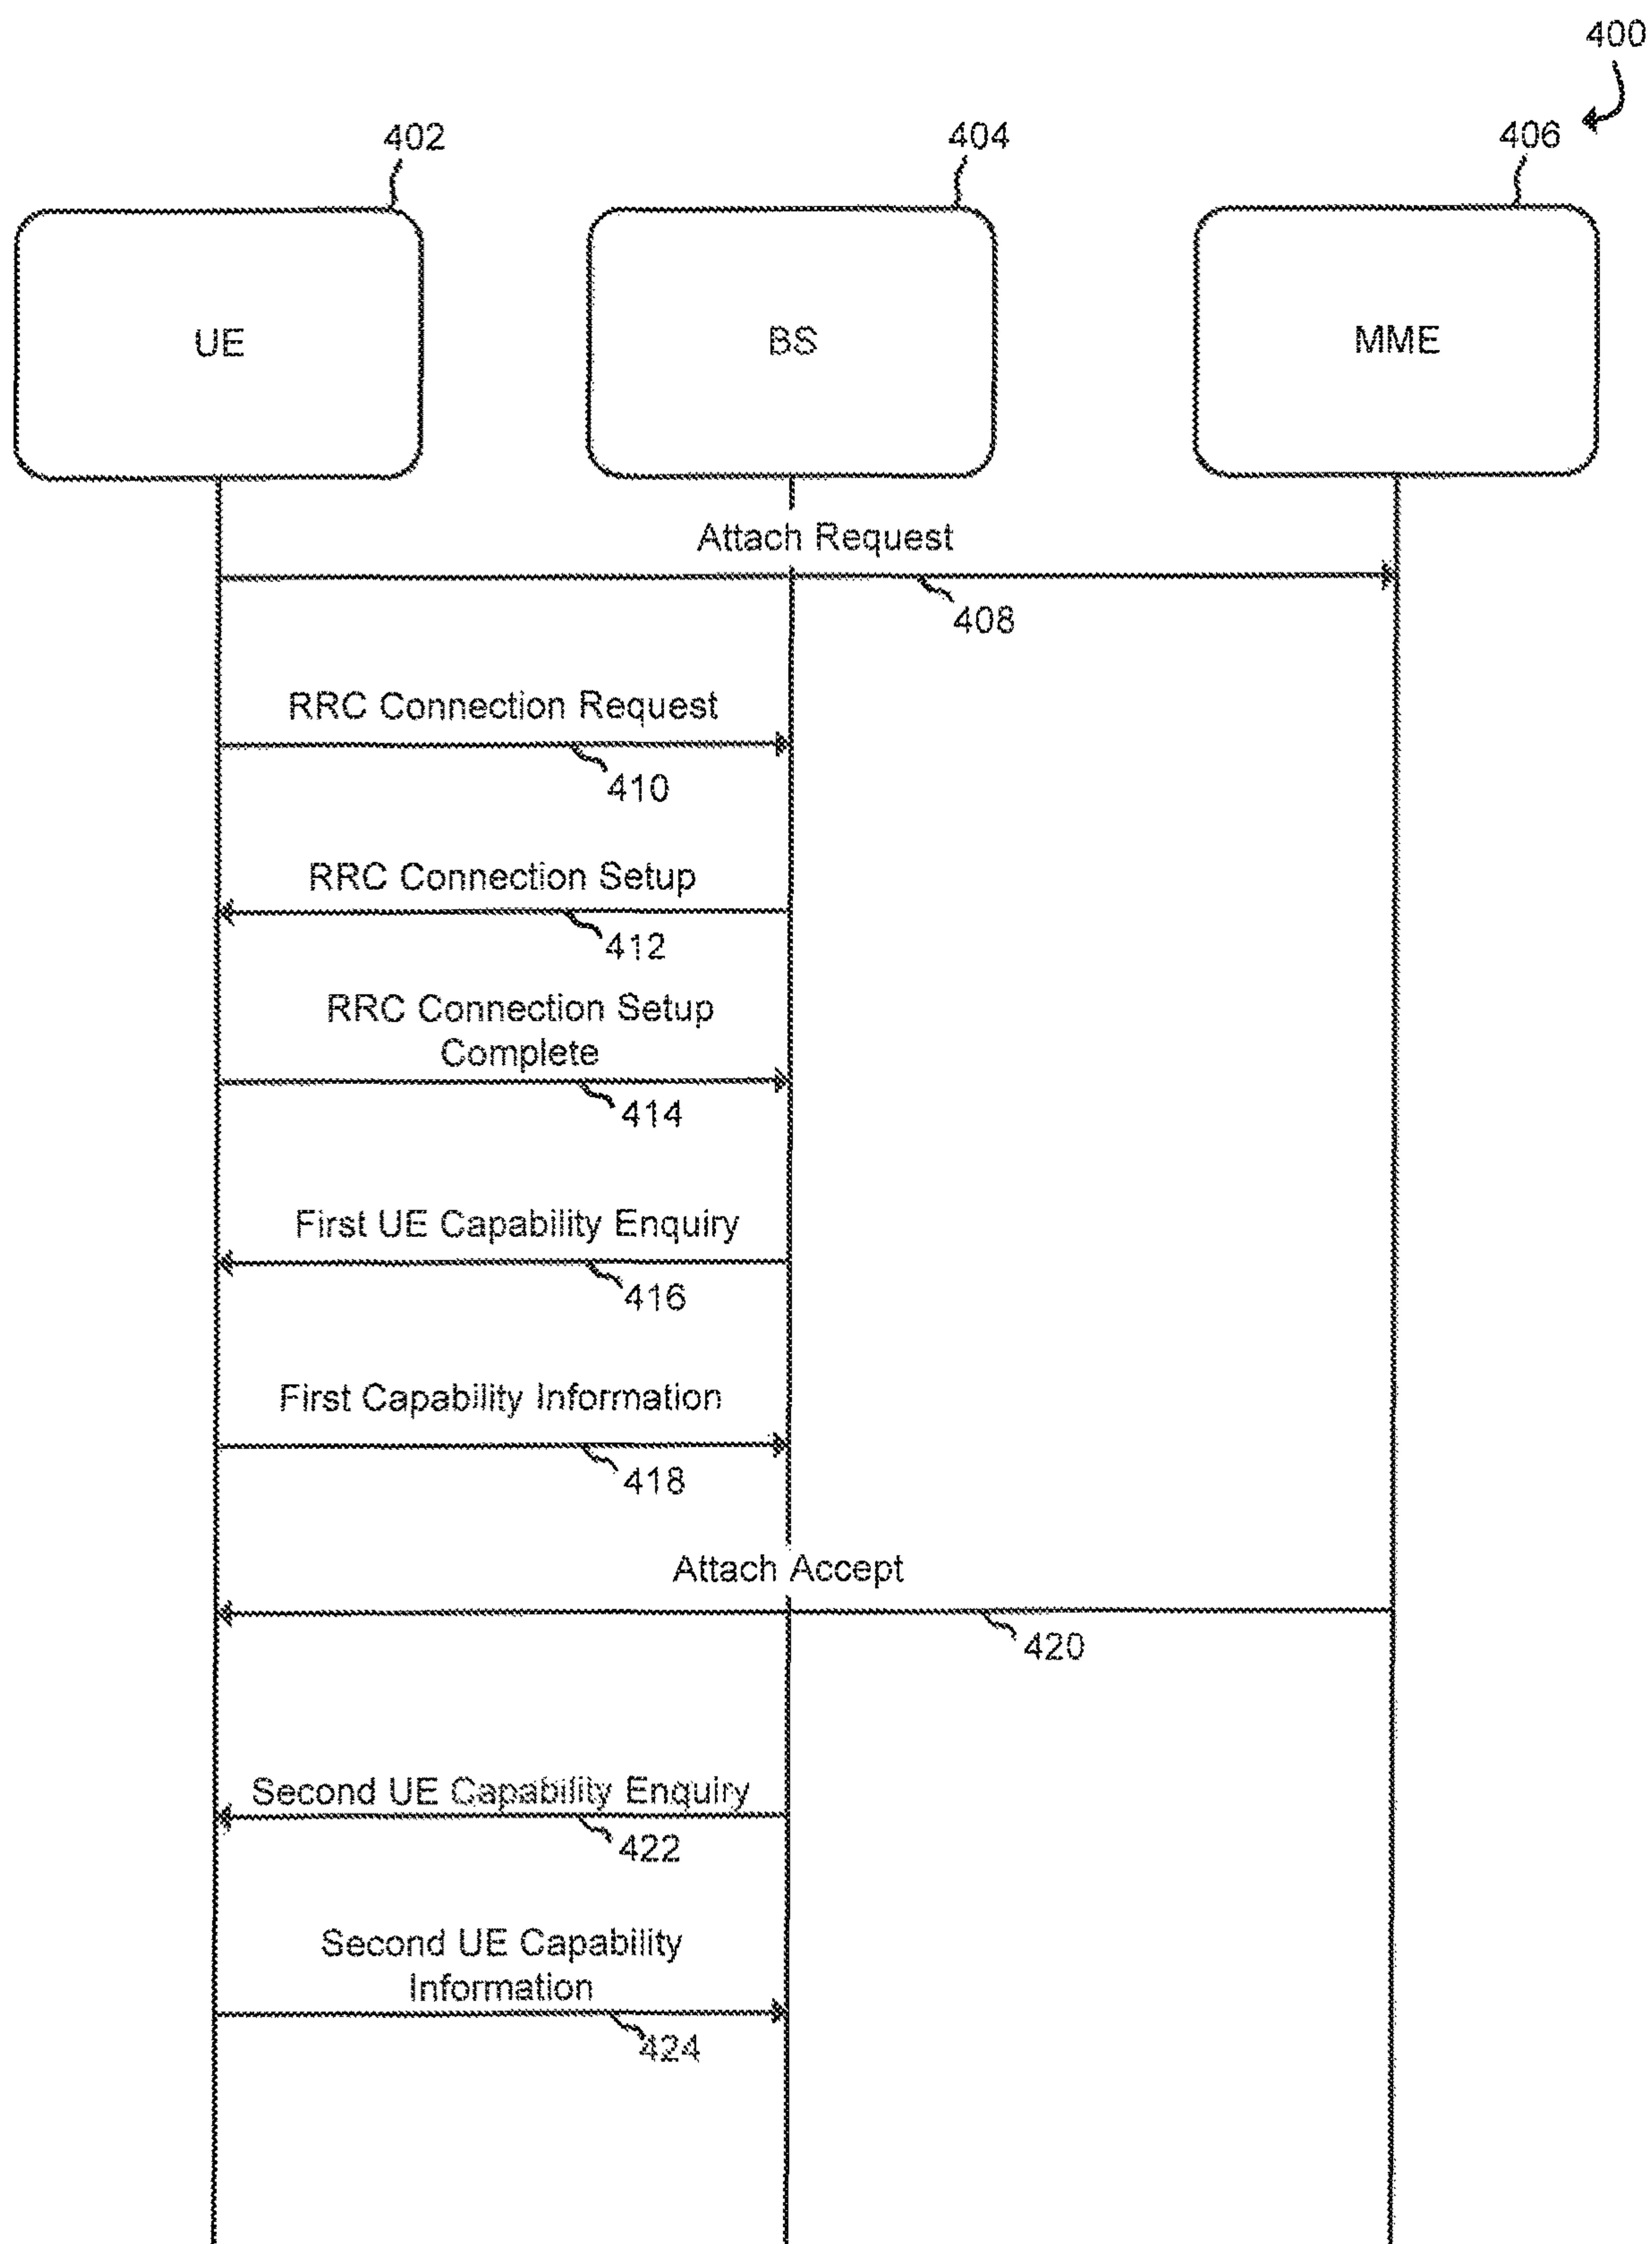 400
402
404
406
UE
BS
MME
Attach Request
408
RRC Connection Request
410
RRC Connection Setup
412
RRC Connection Setup
Complete
414
First UE Capability Enquiry
416
First Capability Information
418
Attach Accept
420
Second UE Capability Enquiry
422
Second UE Capability
Information
424